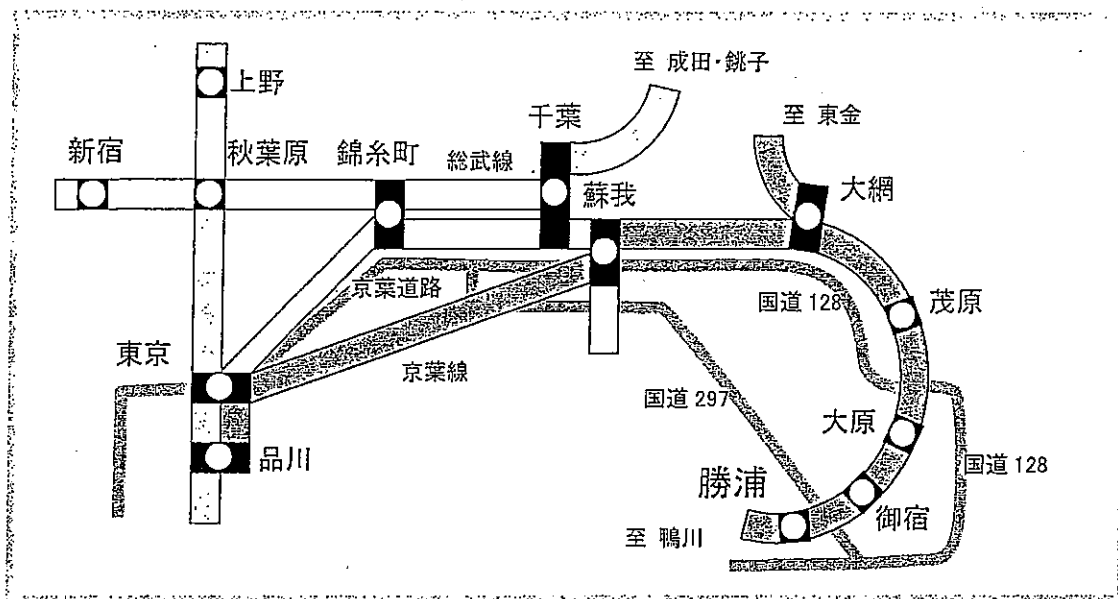 至 成田・銚子
上野
千葉
至 東金
新宿
秋葉原
錦糸町
総武線
蘇我
大網
京葉道路
国道 128
茂原
東京
京葉線
国道 297
大原
品川
国道 128
勝浦
御宿
至 鴨川